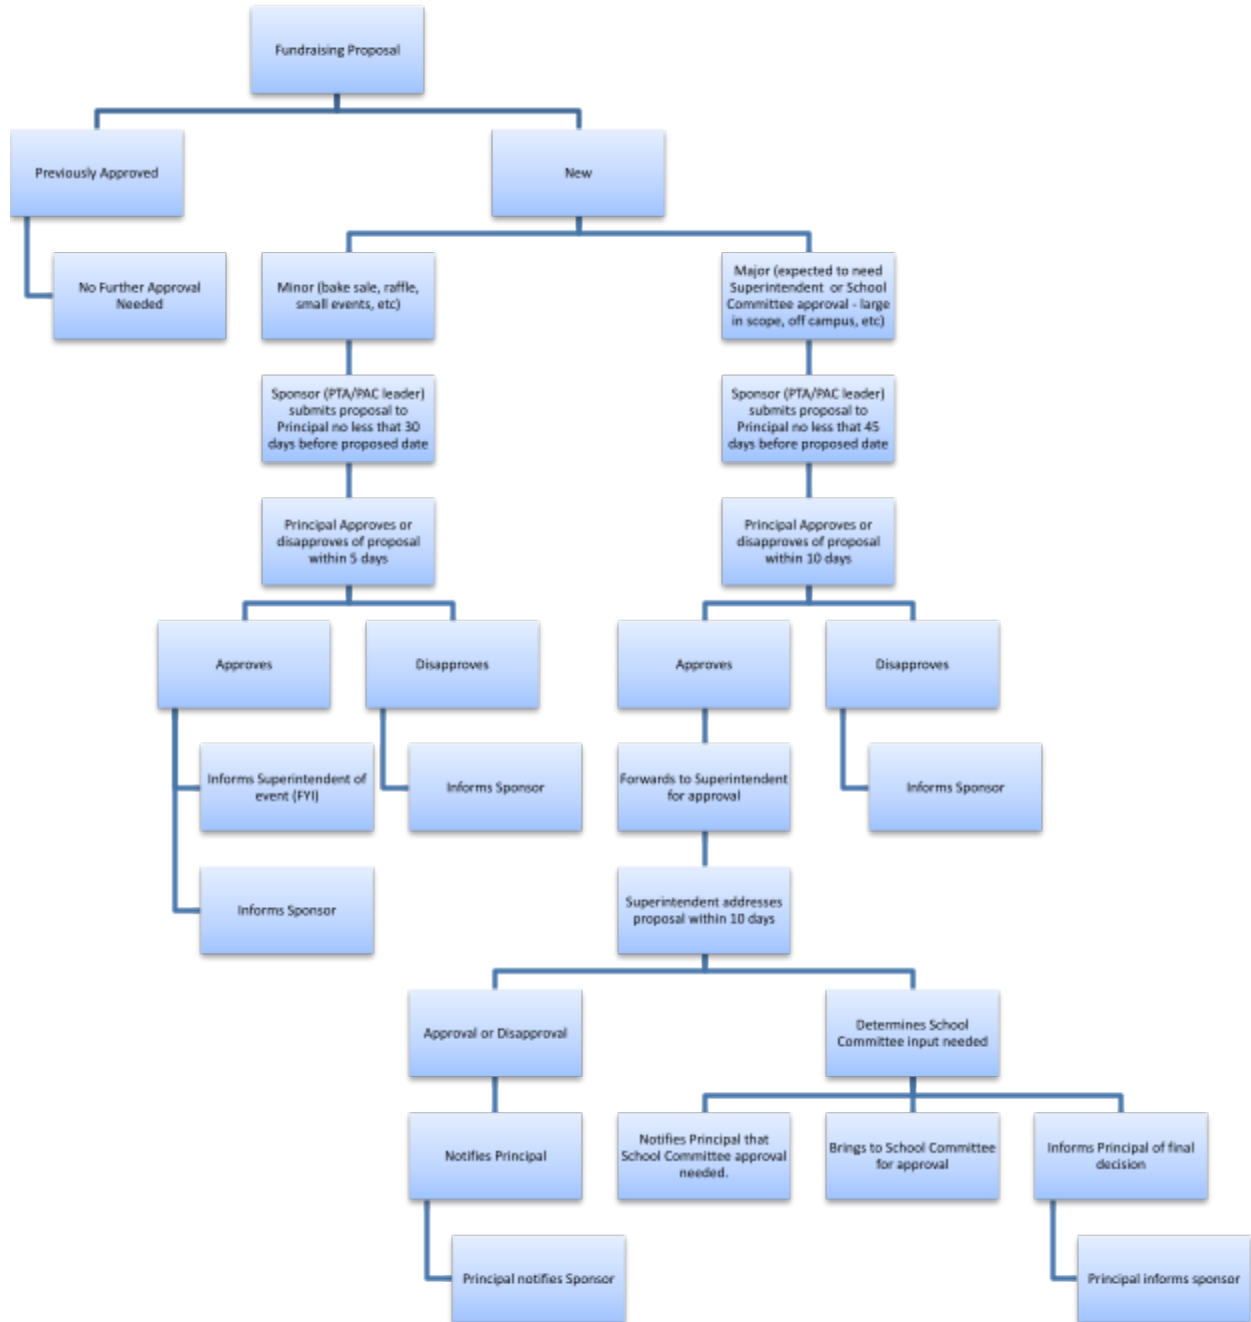 Fundraising Proposal
Previously Approved
New
No Further Approval
Needed
Minor (bake sale, raffle,
small events, etc)
Major (expected to need
Superintendent or School
Committee approval - large
in scope, off campus, etc)
Sponsor (PTA/PAC leader)
submits proposal to
Principal no less that 30
days before proposed date
Sponsor (PTA/PAC leader)
submits proposal to
Principal no less that 45
days before proposed date
Principal Approves or
disapproves of proposal
within 5 days
Principal Approves or
disapproves of proposal
within 10 days
Approves
Disapproves
Approves
Disapproves
Informs Superintendent of
event (FYI)
Informs Sponsor
Forwards to Superintendent
for approval
Informs Sponsor
Informs Sponsor
Superintendent addresses
proposal within 10 days
Approval or Disapproval
Determines School
Committee input needed
Notifies Principal
Notifies Principal that
School Committee approval
needed.
Brings to School Committee
for approval
Informs Principal of final
decision
Principal notifies Sponsor
Principal informs sponsor